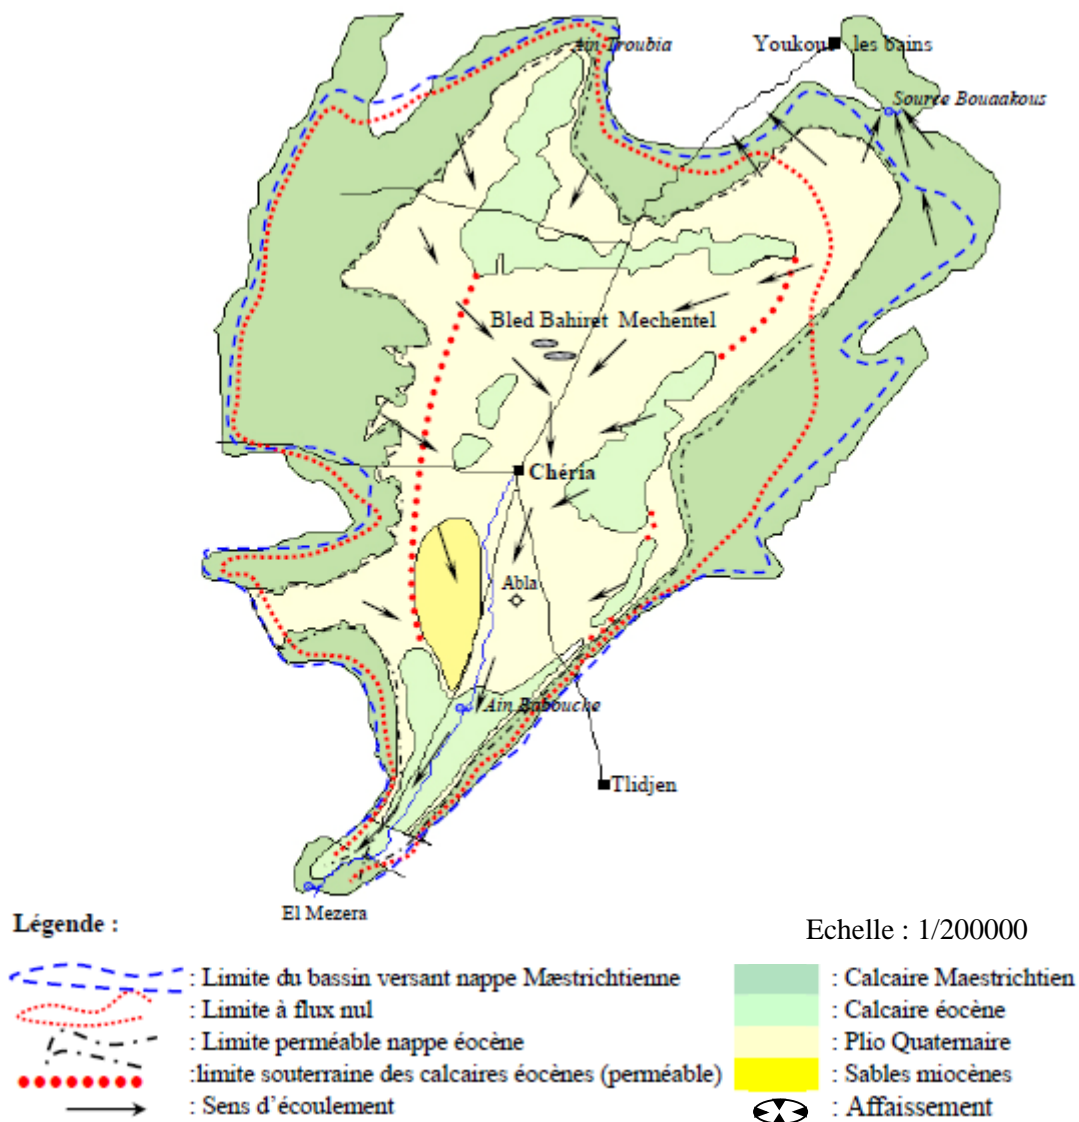 Ain Troubia
Youkous les bains
Source Bouaakous
Bled Bahiret Mechentel
Chéria
Abla
Ain Babouche
Tlidjen
El Mezera
Légende :
Echelle : 1/200000
: Limite du bassin versant nappe Mæstrichtienne
: Limite à flux nul
: Limite perméable nappe éocène
:limite souterraine des calcaires éocènes (perméable)
: Sens d’écoulement
: Calcaire Maestrichtien
: Calcaire éocène
: Plio Quaternaire
: Sables miocènes
: Affaissement